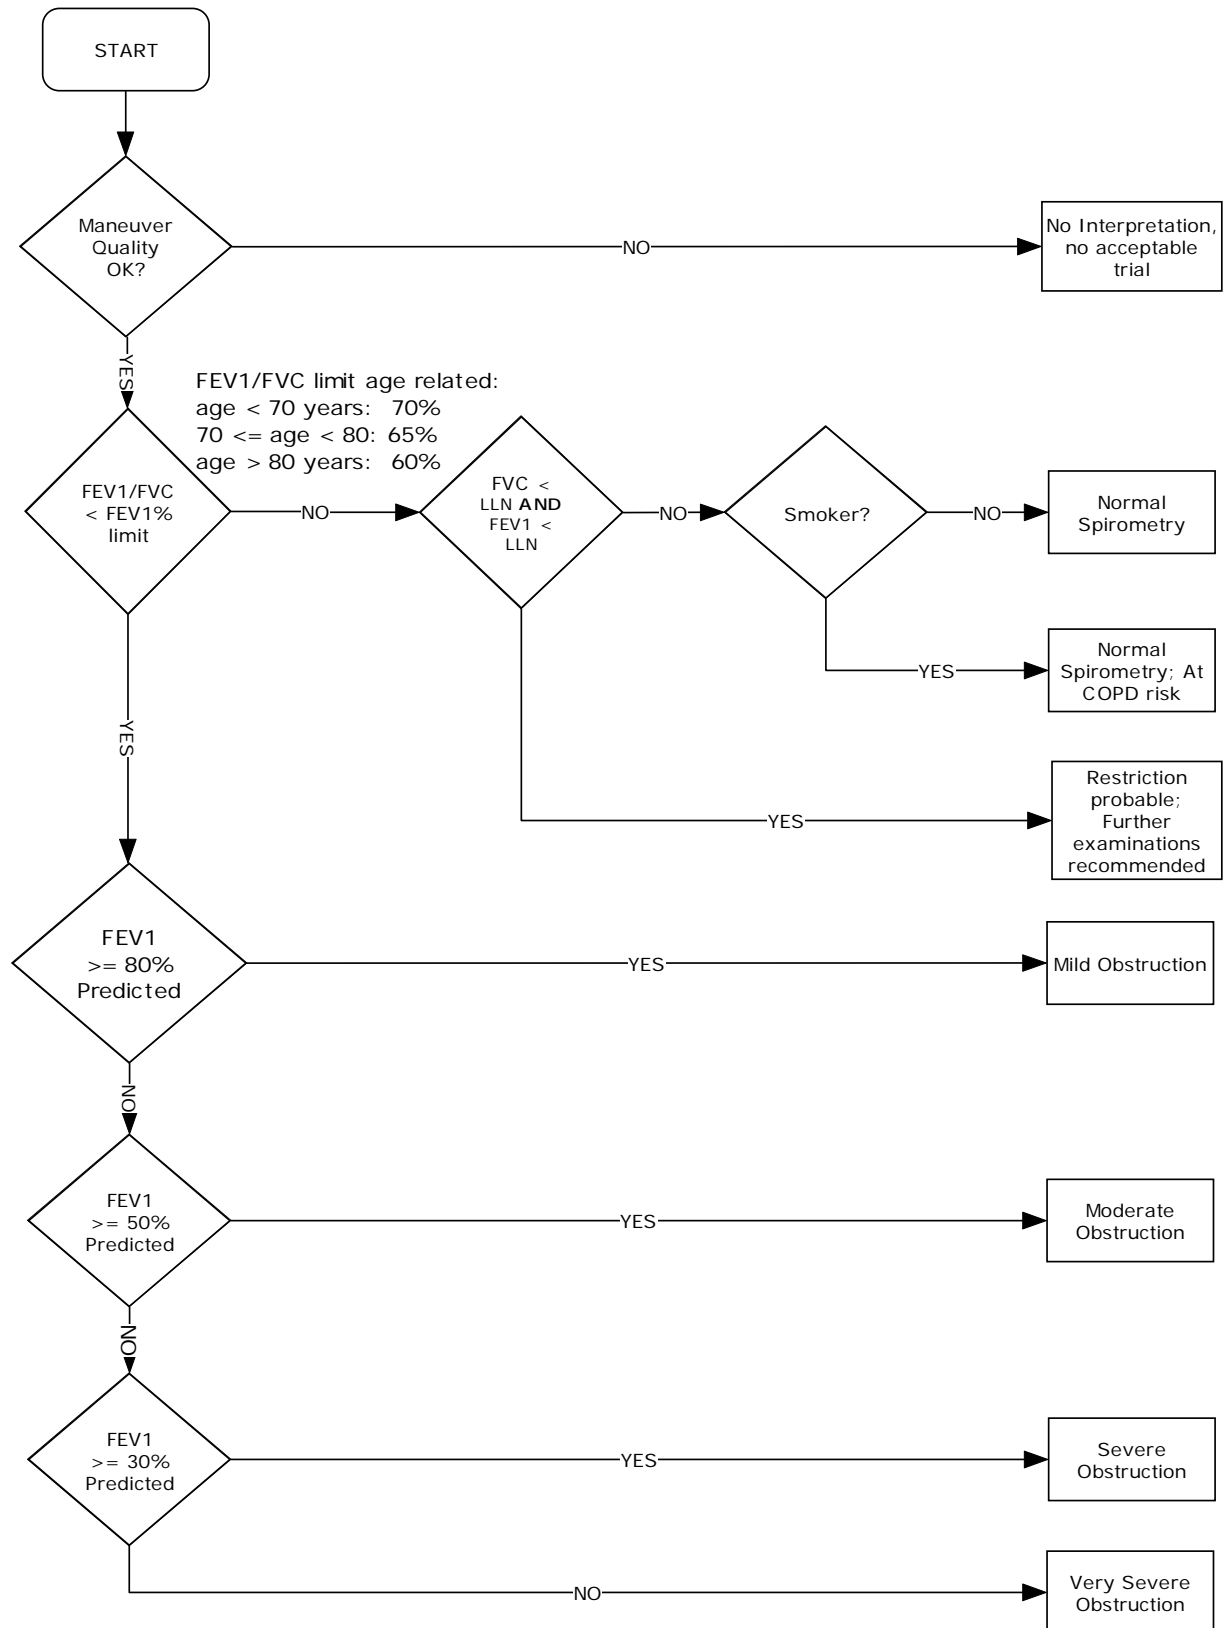 START
Maneuver
Quality
OK?
NO
No Interpretation,
no acceptable
trial
YES
FEV1/FVC limit age related:
age < 70 years: 70%
70 <= age < 80: 65%
age > 80 years: 60%
FEV1/FVC
< FEV1%
limit
NO
FVC <
LLN AND
FEV1 <
LLN
NO
Smoker?
NO
Normal
Spirometry
YES
Normal
Spirometry; At
COPD risk
YES
Restriction
probable;
Further
examinations
recommended
YES
FEV1
>= 80%
Predicted
YES
Mild Obstruction
NO
FEV1
>= 50%
Predicted
YES
Moderate
Obstruction
NO
FEV1
>= 30%
Predicted
YES
Severe
Obstruction
NO
Very Severe
Obstruction